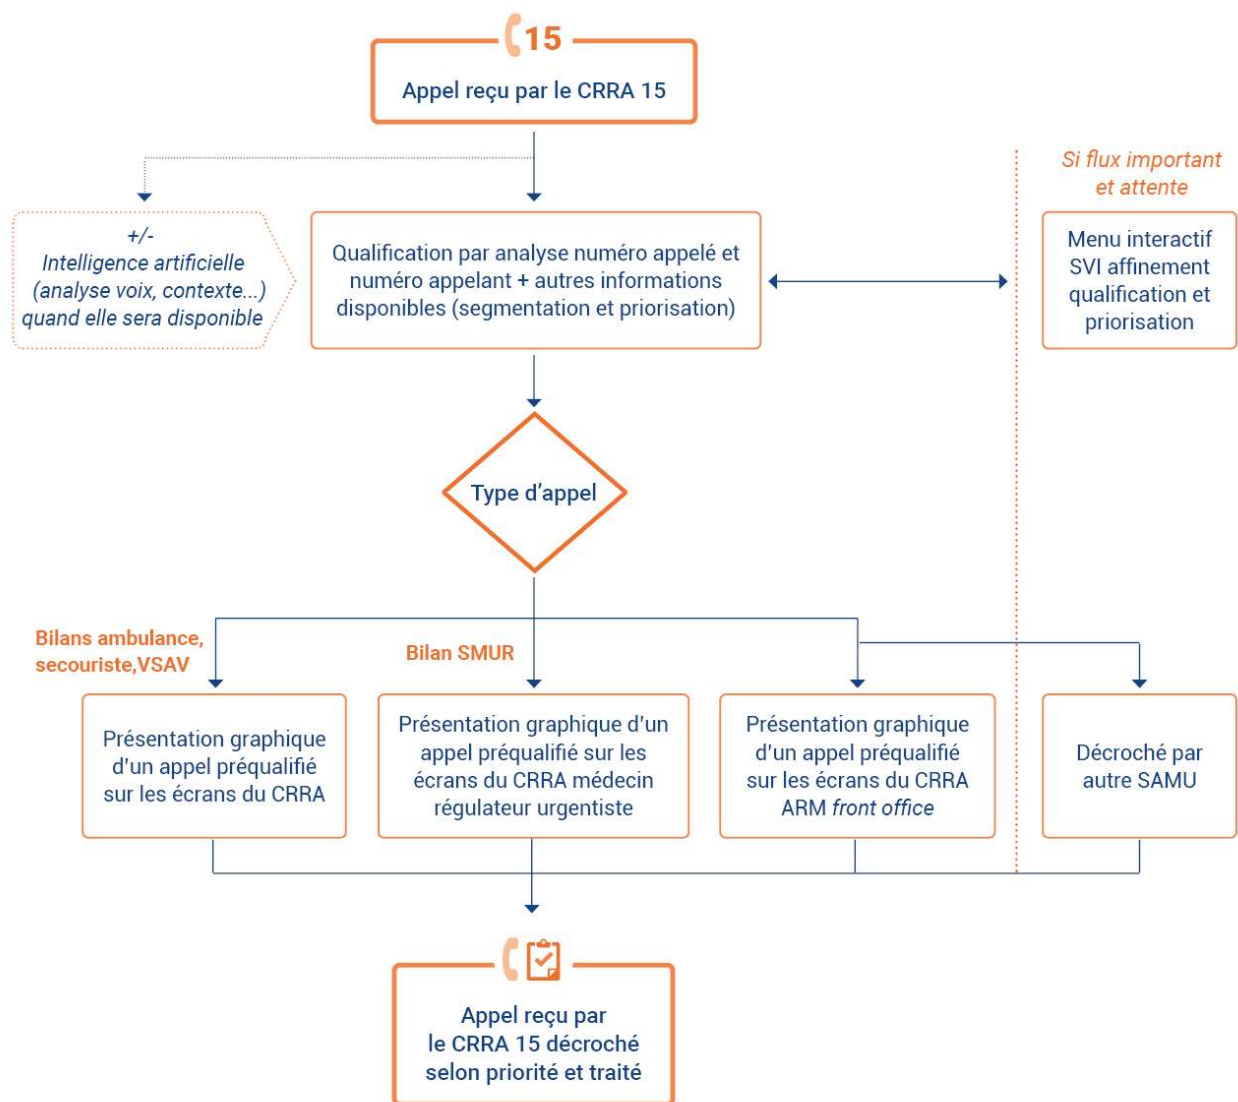 15
Appel reçu par le CRRA 15
Si flux important
et attente
+/-
Intelligence artificielle
(analyse voix, contexte...)
quand elle sera disponible
Qualification par analyse numéro appelé et
numéro appelant + autres informations
disponibles (segmentation et priorisation)
Menu interactif
SVI affinement
qualification et
priorisation
Type d'appel
Bilans ambulance,
secouriste,VSAV
Bilan SMUR
Présentation graphique
d'un appel préqualifié
sur les écrans du CRRA
Présentation graphique d'un
appel préqualifié sur les
écrans du CRRA médecin
régulateur urgentiste
Présentation graphique
d'un appel préqualifié
sur les écrans du CRRA
ARM front office
Décroché par
autre SAMU
Appel reçu par
le CRRA 15 décroché
selon priorité et traité